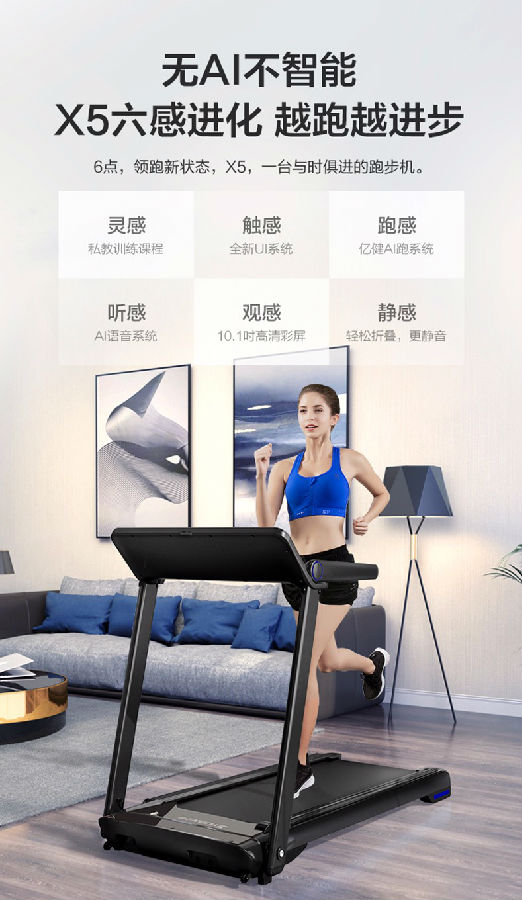 无AI不智能
X5六感进化 越跑越进步
6点，领跑新状态，X5，一台与时俱进的跑步机。
灵感
私教训练课程
触感
全新UI系统
跑感
亿健AI跑系统
听感
AI语音系统
观感
10.1吋高清彩屏
静感
轻松折叠，更静音